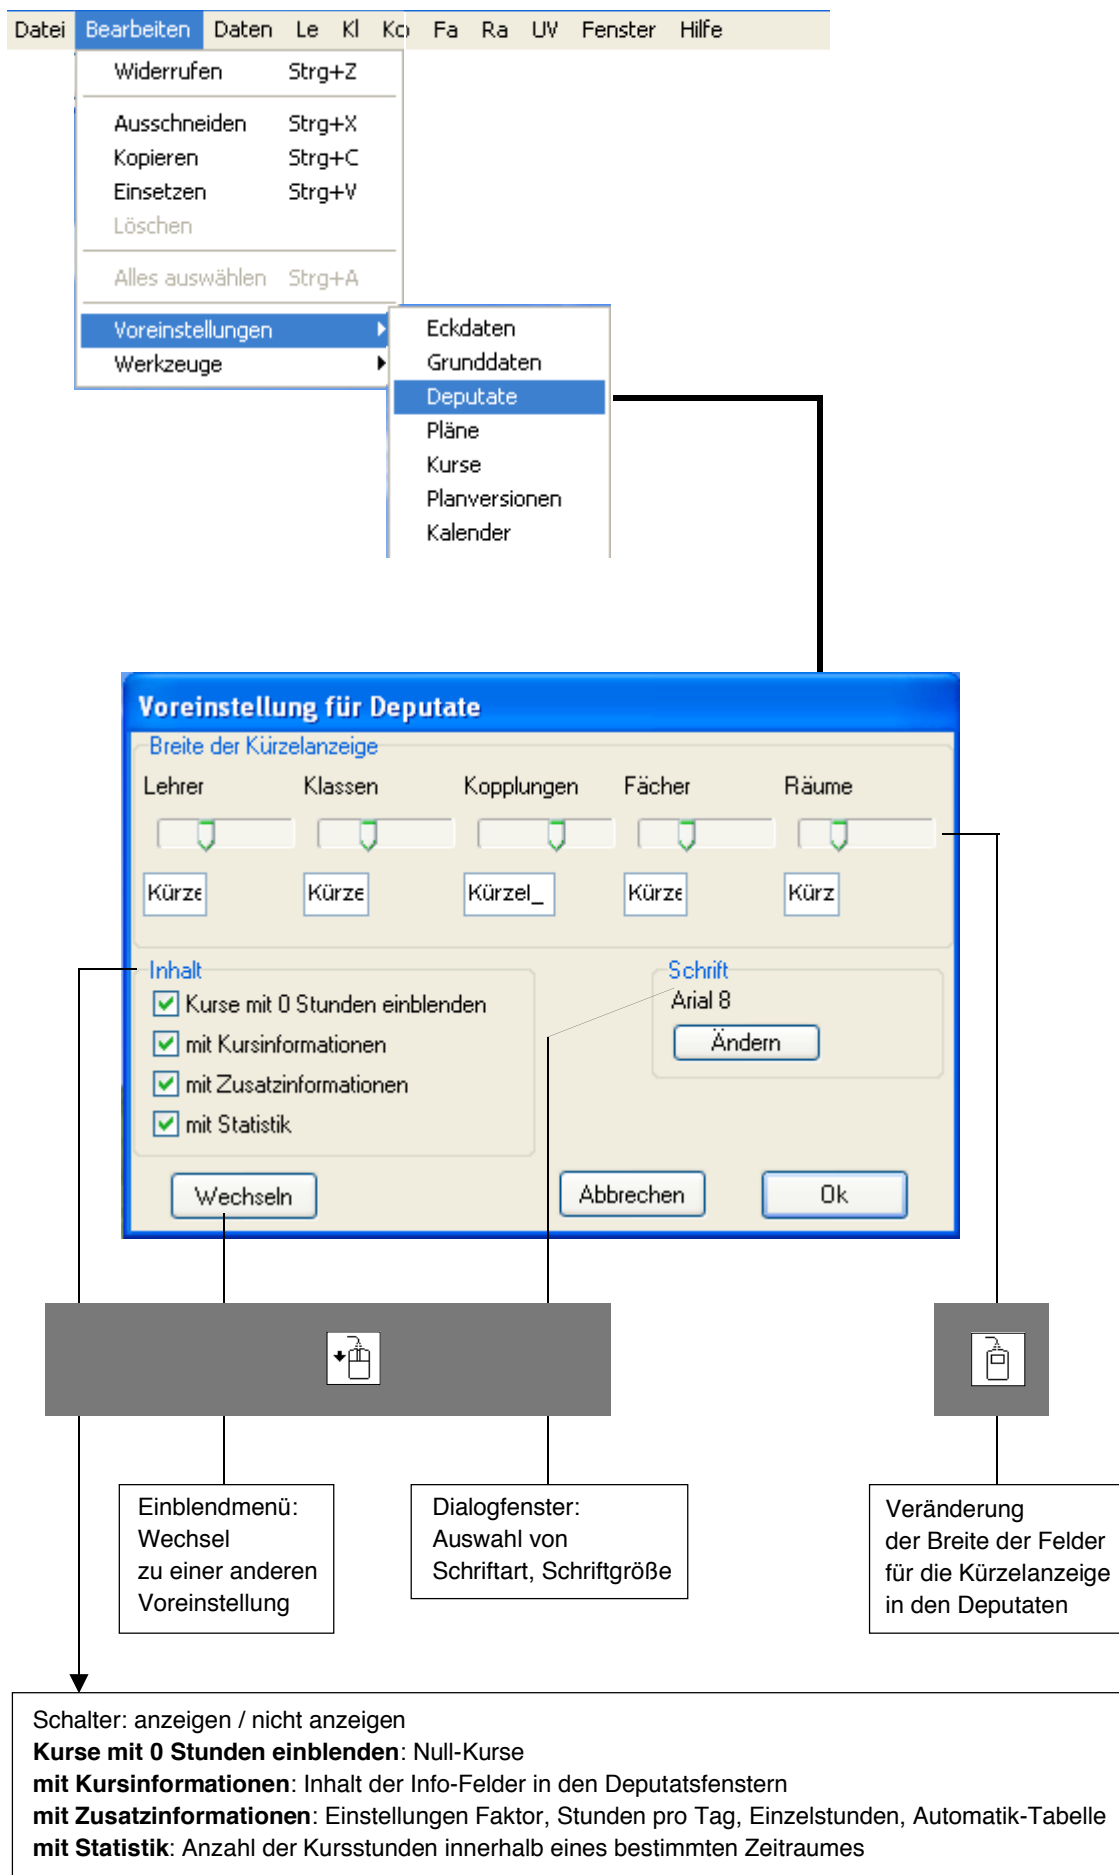 Datei Bearbeiten Daten Le Kl Ko Fa Ra UV Fenster Hilfe
Widerrufen Strg+Z
Ausschneiden Strg+X
Kopieren Strg+C
Einsetzen Strg+V
Löschen
Alles auswählen Strg+A
Voreinstellungen
Werkzeuge
Eckdaten
Grunddaten
Deputate
Pläne
Kurse
Planversionen
Kalender
Voreinstellung für Deputate
Breite der Kürzelanzeige
Lehrer Klassen Kopplungen Fächer Räume
Kürze Kürze Kürzel_ Kürze Kürz
Inhalt
Kurse mit 0 Stunden einblenden
mit Kursinformationen
mit Zusatzinformationen
mit Statistik
Schrift
Arial 8
Ändern
Wechseln Abbrechen Ok
Einblendmenü:
Wechsel
zu einer anderen
Voreinstellung
Dialogfenster:
Auswahl von
Schriftart, Schriftgröße
Veränderung
der Breite der Felder
für die Kürzelanzeige
in den Deputaten
Schalter: anzeigen / nicht anzeigen
Kurse mit 0 Stunden einblenden: Null-Kurse
mit Kursinformationen: Inhalt der Info-Felder in den Deputatsfenstern
mit Zusatzinformationen: Einstellungen Faktor, Stunden pro Tag, Einzelstunden, Automatik-Tabelle
mit Statistik: Anzahl der Kursstunden innerhalb eines bestimmten Zeitraumes